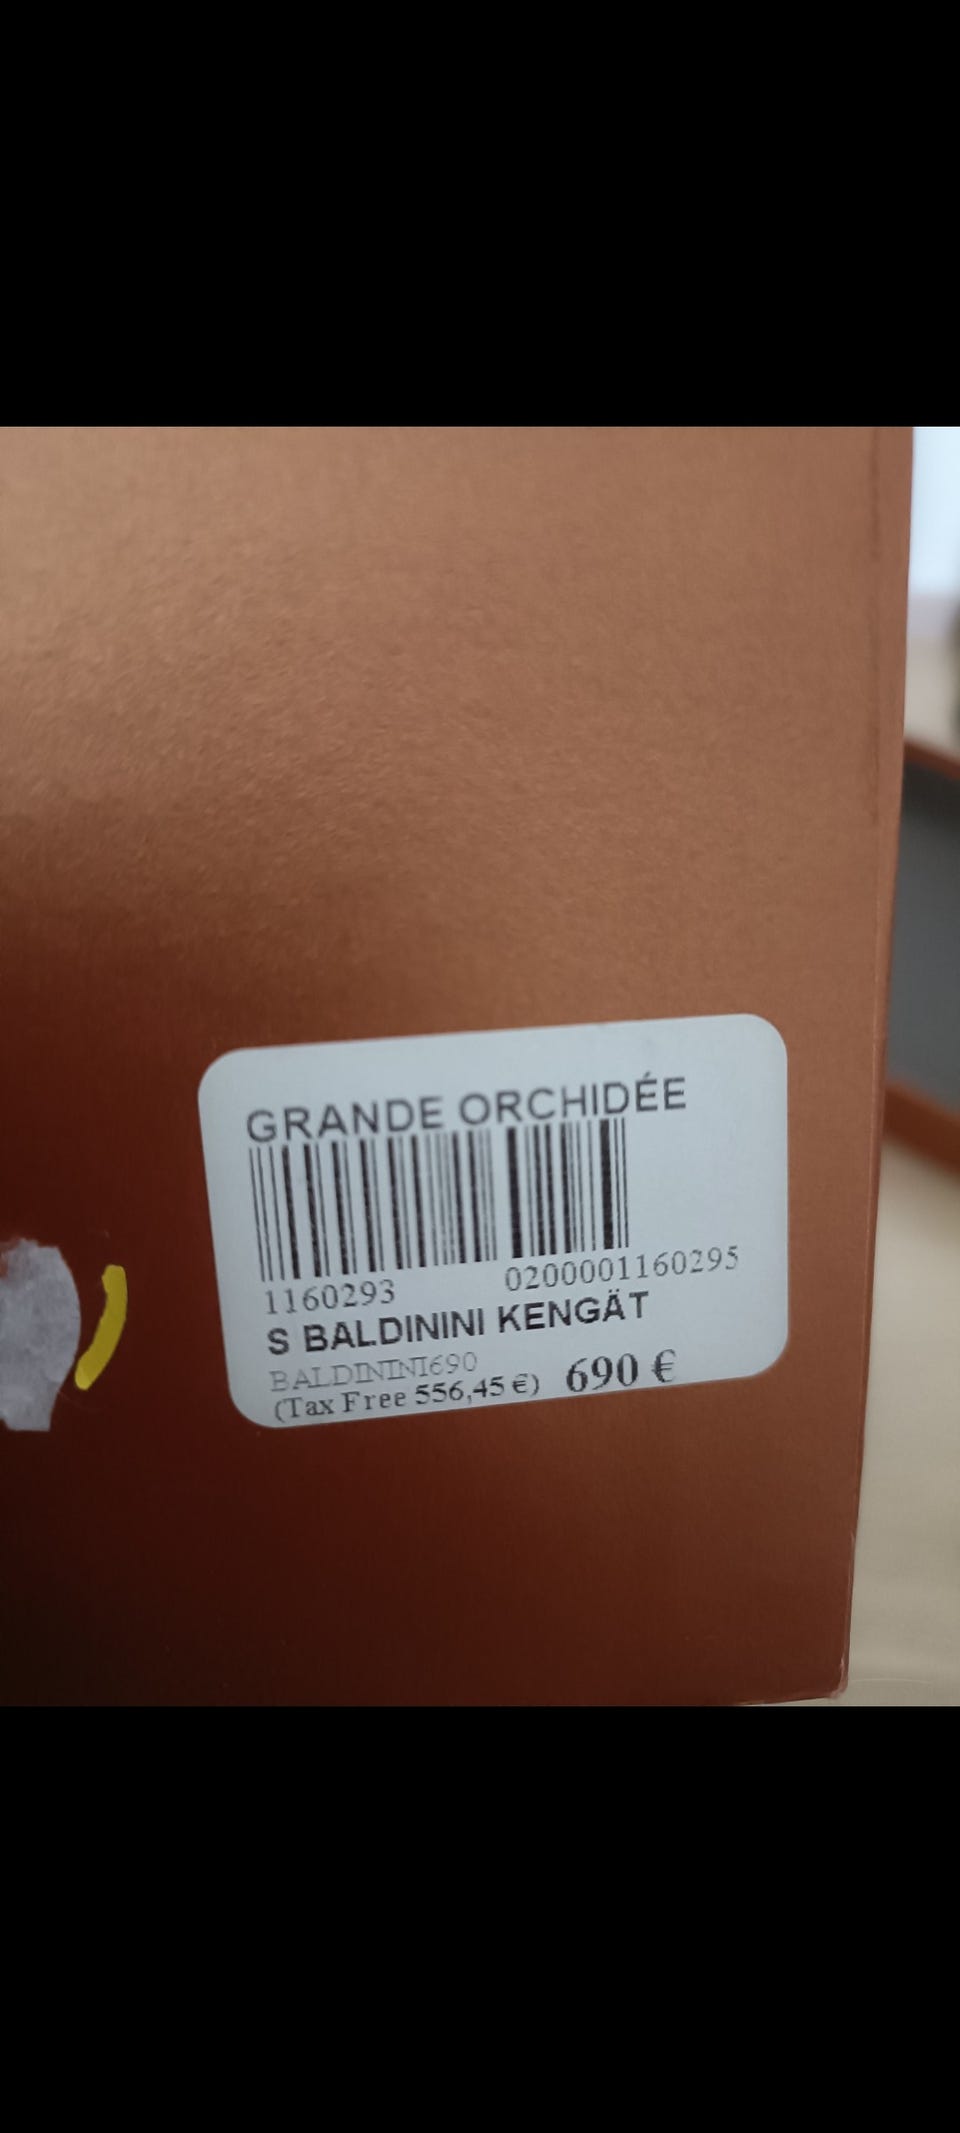 GRANDE ORCHIDÉE
1160293 0200001160295
S BALDININI KENGÄT
BALDININI690
(Tax Free 556,45 €) 690 €